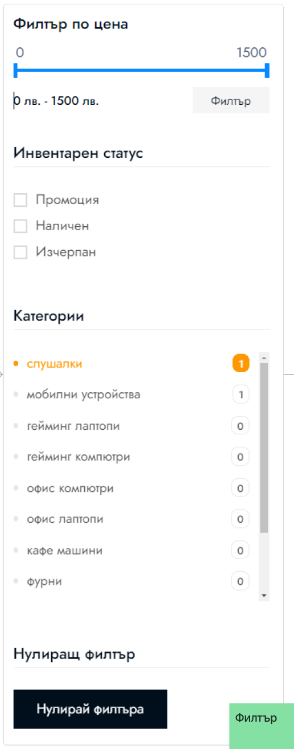 Филтър по цена
0 1500
0 лв. - 1500 лв. Филтър
Инвентарен статус
Промоция
Наличен
Изчерпан
Категории
слушалки 1
мобилни устройства 1
гейминг лаптопи 0
гейминг компютри 0
офис компютри 0
офис лаптопи 0
кафе машини 0
фурни 0
Нулиращ филтър
Нулирай филтъра
Филтър